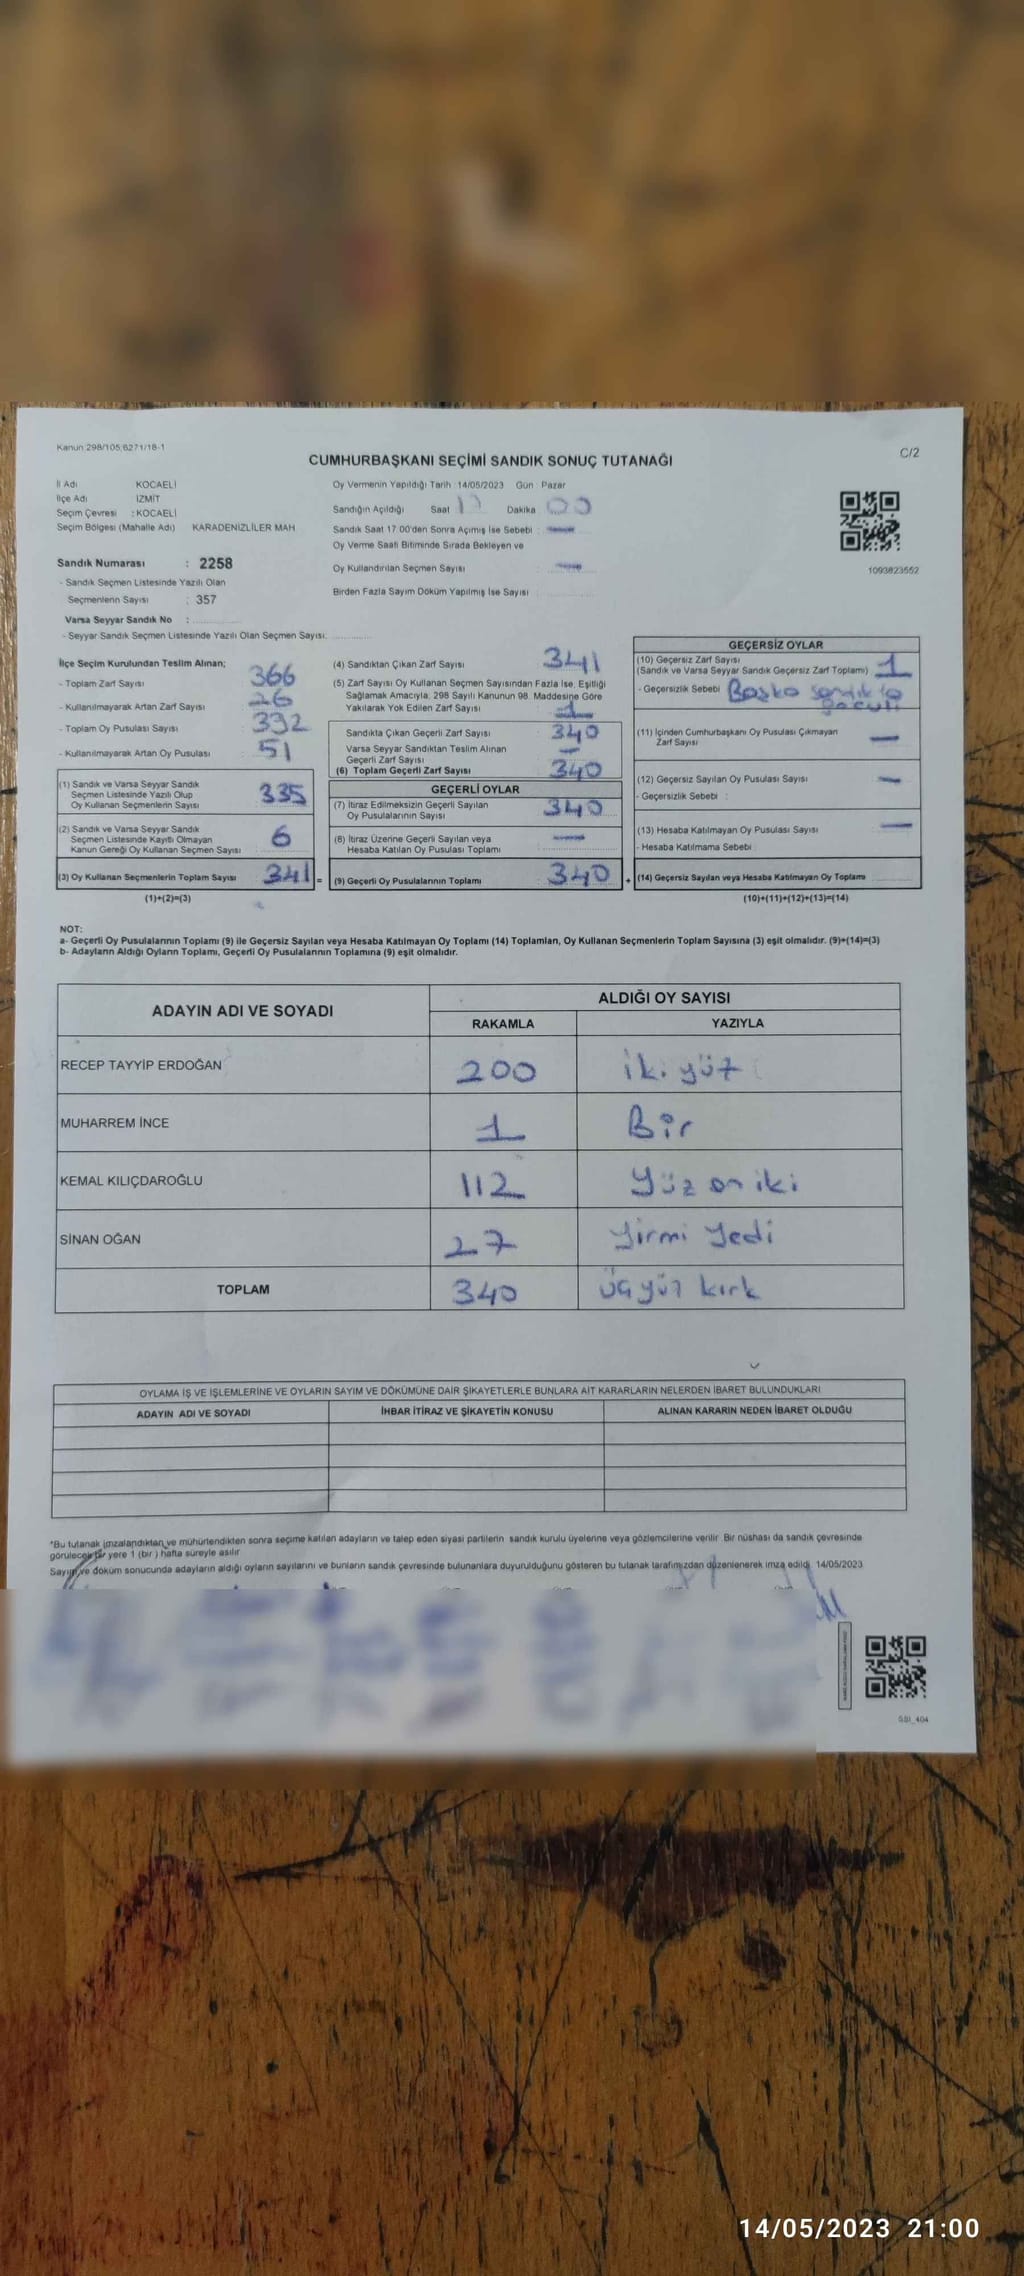 Kanun:298/105,6271/18-1
CUMHURBAŞKANI SEÇİMİ SANDIK SONUÇ TUTANAĞI
C/2
İl Adı KOCAELİ
İlçe Adı İZMİT
Seçim Çevresi : KOCAELİ
Seçim Bölgesi (Mahalle Adı) KARADENİZLİLER MAH
Oy Vermenin Yapıldığı Tarih 14/05/2023 Gün : Pazar
Sandığın Açıldığı Saat 17 Dakika 00
Sandık Saat 17.00'den Sonra Açımış İse Sebebi : —
Oy Verme Saati Bitiminde Sırada Bekleyen ve
Oy Kullandırılan Seçmen Sayısı —
Birden Fazla Sayım Döküm Yapılmış İse Sayısı :
1093823552
Sandık Numarası : 2258
- Sandık Seçmen Listesinde Yazılı Olan
Seçmenlerin Sayısı : 357
Varsa Seyyar Sandık No :
- Seyyar Sandık Seçmen Listesinde Yazılı Olan Seçmen Sayısı:
İlçe Seçim Kurulundan Teslim Alınan;
- Toplam Zarf Sayısı 366
- Kullanılmayarak Artan Zarf Sayısı 26
- Toplam Oy Pusulası Sayısı 332
- Kullanılmayarak Artan Oy Pusulası 51
(1) Sandık ve Varsa Seyyar Sandık
Seçmen Listesinde Yazılı Olup
Oy Kullanan Seçmenlerin Sayısı 335
(2) Sandık ve Varsa Seyyar Sandık
Seçmen Listesinde Kayıtlı Olmayan
Kanun Gereği Oy Kullanan Seçmen Sayısı 6
(3) Oy Kullanan Seçmenlerin Toplam Sayısı 341 =
(1)+(2)=(3)
(4) Sandıktan Çıkan Zarf Sayısı 341
(5) Zarf Sayısı Oy Kullanan Seçmen Sayısından Fazla İse, Eşitliği
Sağlamak Amacıyla; 298 Sayılı Kanunun 98. Maddesine Göre
Yakılarak Yok Edilen Zarf Sayısı 1
Sandıkta Çıkan Geçerli Zarf Sayısı 340
Varsa Seyyar Sandıktan Teslim Alınan
Geçerli Zarf Sayısı —
(6) Toplam Geçerli Zarf Sayısı 340
GEÇERLİ OYLAR
(7) İtiraz Edilmeksizin Geçerli Sayılan
Oy Pusulalarının Sayısı 340
(8) İtiraz Üzerine Geçerli Sayılan veya
Hesaba Katılan Oy Pusulası Toplamı —
(9) Geçerli Oy Pusulalarının Toplamı 340 +
GEÇERSİZ OYLAR
(10) Geçersiz Zarf Sayısı
(Sandık ve Varsa Seyyar Sandık Geçersiz Zarf Toplamı) 1
- Geçersizlik Sebebi Başka sandıkta
(11) İçinden Cumhurbaşkanı Oy Pusulası Çıkmayan
Zarf Sayısı —
(12) Geçersiz Sayılan Oy Pusulası Sayısı —
- Geçersizlik Sebebi :
(13) Hesaba Katılmayan Oy Pusulası Sayısı —
- Hesaba Katılmama Sebebi
(14) Geçersiz Sayılan veya Hesaba Katılmayan Oy Toplamı
(10)+(11)+(12)+(13)=(14)
NOT:
a- Geçerli Oy Pusulalarının Toplamı (9) ile Geçersiz Sayılan veya Hesaba Katılmayan Oy Toplamı (14) Toplamları, Oy Kullanan Seçmenlerin Toplam Sayısına (3) eşit olmalıdır. (9)+(14)=(3)
b- Adayların Aldığı Oyların Toplamı, Geçerli Oy Pusulalarının Toplamına (9) eşit olmalıdır.
ADAYIN ADI VE SOYADI ALDIĞI OY SAYISI
RAKAMLA YAZIYLA
RECEP TAYYİP ERDOĞAN 200 iki yüz
MUHARREM İNCE 1 Bir
KEMAL KILIÇDAROĞLU 112 Yüz on iki
SİNAN OĞAN 27 Yirmi Yedi
TOPLAM 340 üçyüz kırk
OYLAMA İŞ VE İŞLEMLERİNE VE OYLARIN SAYIM VE DÖKÜMÜNE DAİR ŞİKAYETLERLE BUNLARA AİT KARARLARIN NELERDEN İBARET BULUNDUKLARI
ADAYIN ADI VE SOYADI İHBAR İTİRAZ VE ŞİKAYETİN KONUSU ALINAN KARARIN NEDEN İBARET OLDUĞU
*Bu tutanak imzalandıktan ve mühürlendikten sonra seçime katılan adayların ve talep eden siyasi partilerin sandık kurulu üyelerine veya gözlemcilerine verilir. Bir nüshası da sandık çevresinde
görülecek bir yere 1 (bir) hafta süreyle asılır.
Sayım ve döküm sonucunda adayların aldığı oyların sayılarını ve bunların sandık çevresinde bulunanlara duyurulduğunu gösteren bu tutanak tarafımızdan düzenlenerek imza edildi. 14/05/2023
SSI_404
14/05/2023 21:00